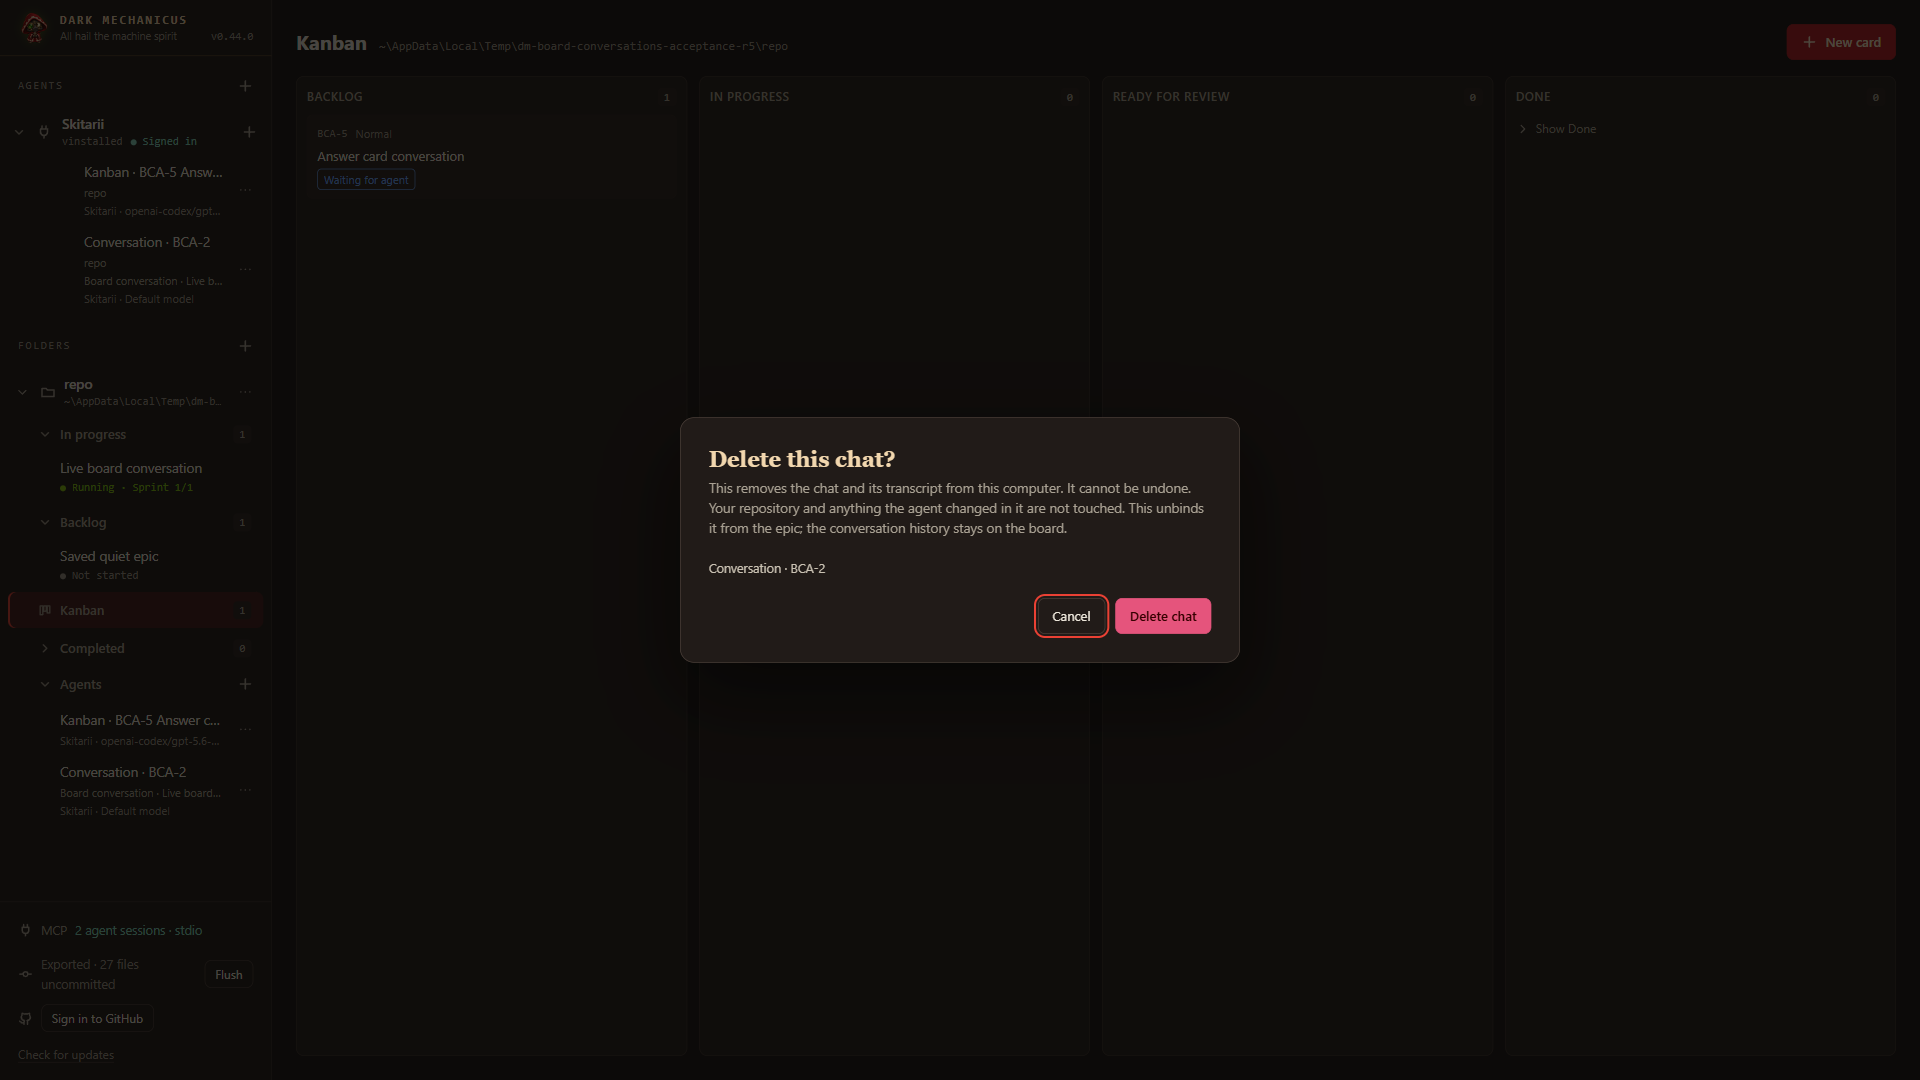 DARK MECHANICUS
All hail the machine spirit v0.44.0
AGENTS
Skitarii
vinstalled ● Signed in
Kanban · BCA-5 Answ...
repo
Skitarii · openai-codex/gpt...
Conversation · BCA-2
repo
Board conversation · Live b...
Skitarii · Default model
FOLDERS
repo
~\AppData\Local\Temp\dm-b...
In progress 1
Live board conversation
● Running · Sprint 1/1
Backlog 1
Saved quiet epic
● Not started
Kanban 1
Completed 0
Agents
Kanban · BCA-5 Answer c...
Skitarii · openai-codex/gpt-5.6-...
Conversation · BCA-2
Board conversation · Live board...
Skitarii · Default model
MCP 2 agent sessions · stdio
Exported · 27 files
uncommitted
Flush
Sign in to GitHub
Check for updates
Kanban ~\AppData\Local\Temp\dm-board-conversations-acceptance-r5\repo
New card
BACKLOG 1
BCA-5 Normal
Answer card conversation
Waiting for agent
IN PROGRESS 0
READY FOR REVIEW 0
DONE 0
Show Done
Delete this chat?
This removes the chat and its transcript from this computer. It cannot be undone.
Your repository and anything the agent changed in it are not touched. This unbinds
it from the epic; the conversation history stays on the board.
Conversation · BCA-2
Cancel
Delete chat